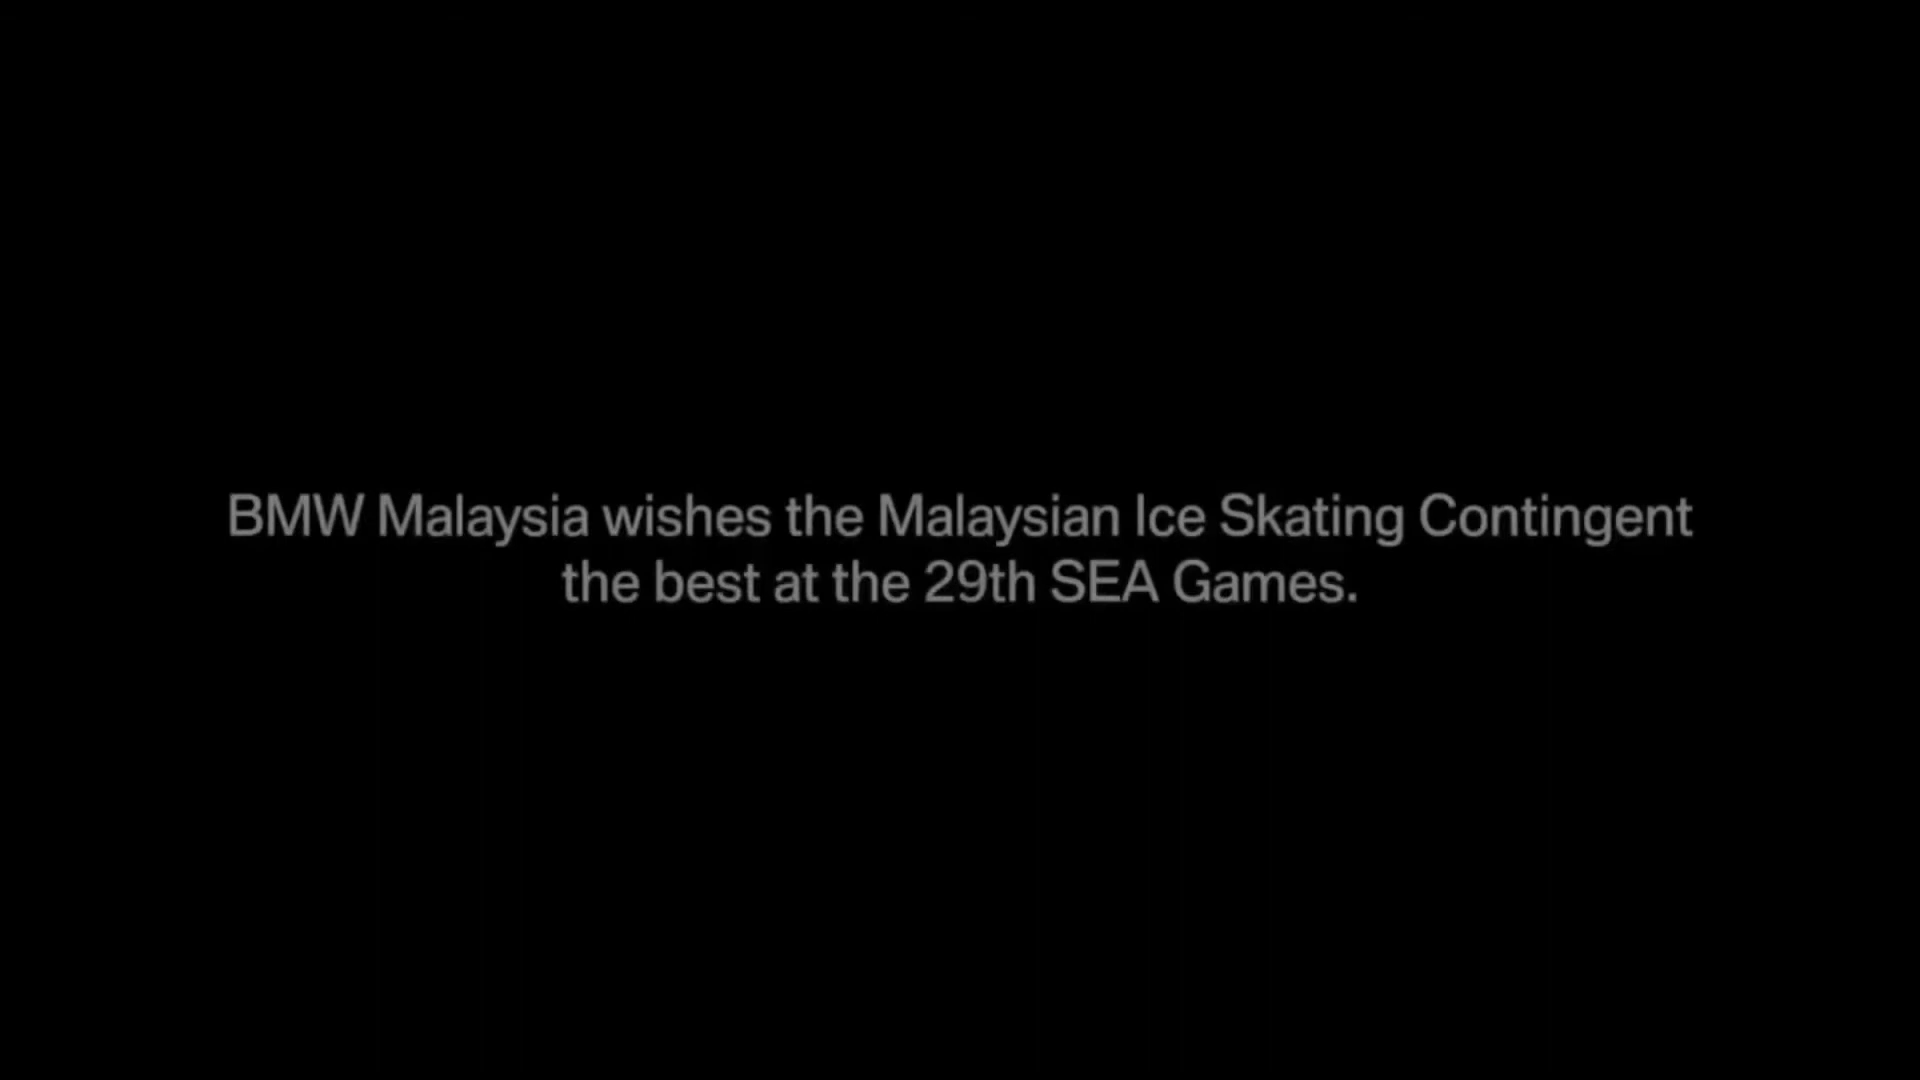 BMW Malaysia wishes the Malaysian Ice Skating Contingent
the best at the 29th SEA Games.